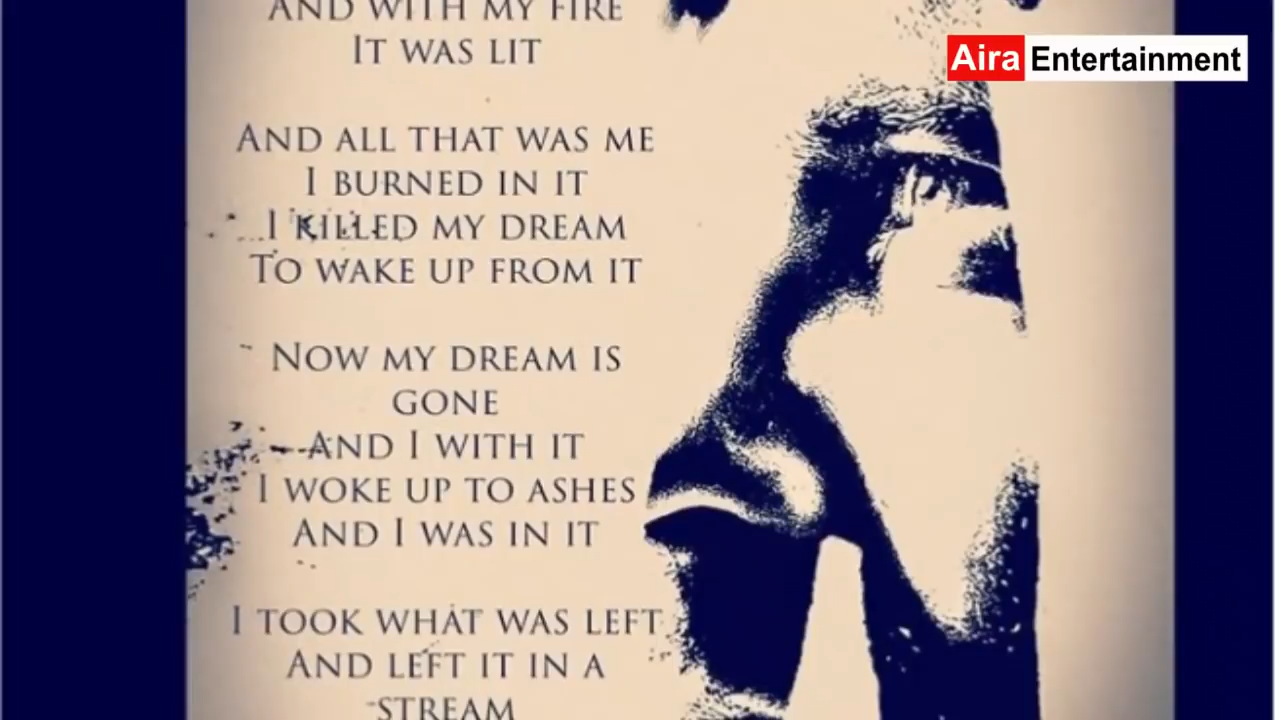 AND WITH MY FIRE
IT WAS LIT
Aira Entertainment
AND ALL THAT WAS ME
I BURNED IN IT
I KILLED MY DREAM
TO WAKE UP FROM IT
NOW MY DREAM IS
GONE
AND I WITH IT
I WOKE UP TO ASHES
AND I WAS IN IT
I TOOK WHAT WAS LEFT
AND LEFT IT IN A
STREAM